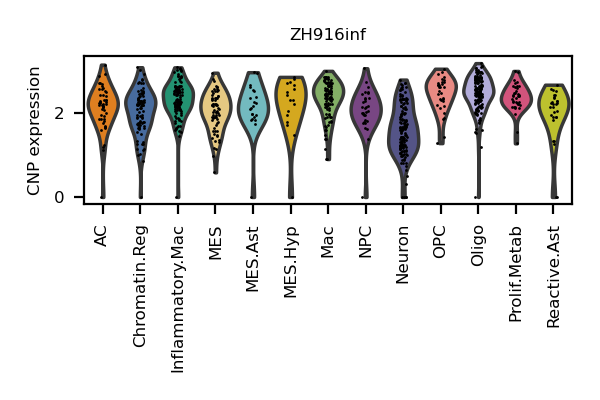 ZH916inf
CNP expression
2
0
AC
Chromatin.Reg
Inflammatory.Mac
MES
MES.Ast
MES.Hyp
Mac
NPC
Neuron
OPC
Oligo
Prolif.Metab
Reactive.Ast